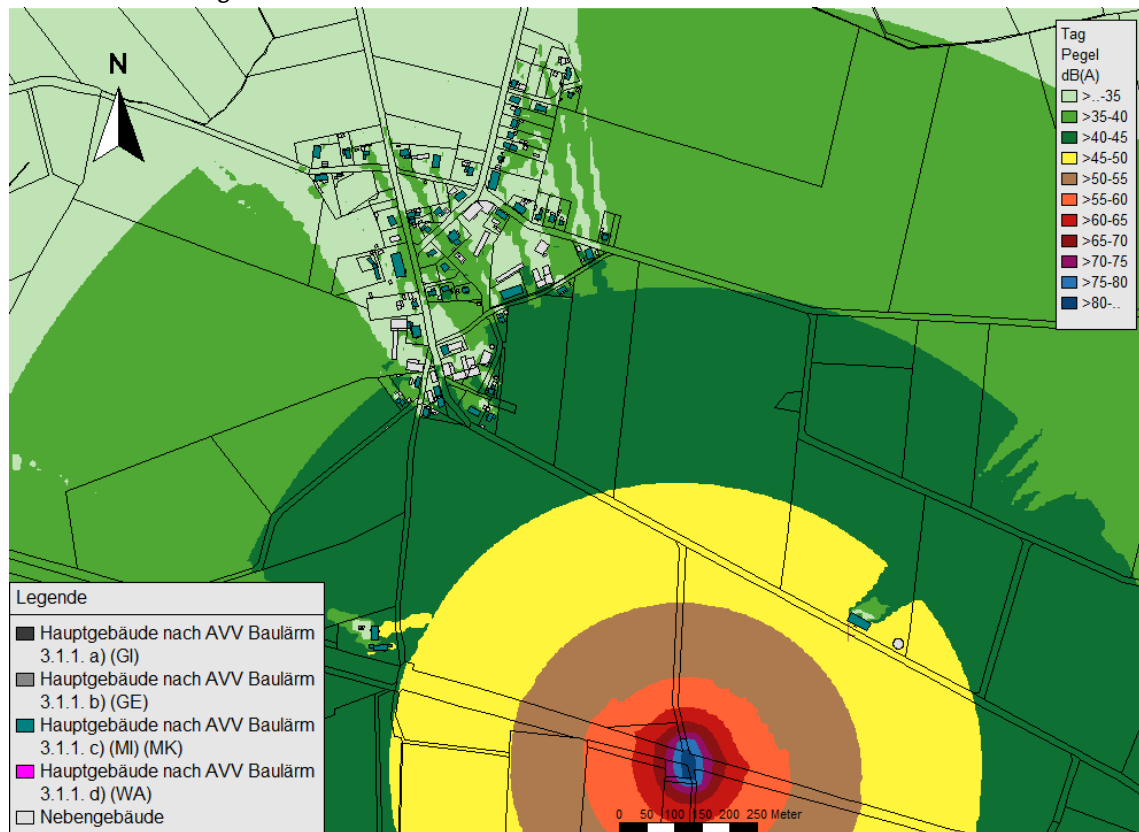 N
Tag
Pegel
dB(A)
>..-35
>35-40
>40-45
>45-50
>50-55
>55-60
>60-65
>65-70
>70-75
>75-80
>80-..
Legende
Hauptgebäude nach AVV Baulärm
3.1.1. a) (GI)
Hauptgebäude nach AVV Baulärm
3.1.1. b) (GE)
Hauptgebäude nach AVV Baulärm
3.1.1. c) (MI) (MK)
Hauptgebäude nach AVV Baulärm
3.1.1. d) (WA)
Nebengebäude
0 50 100 150 200 250 Meter